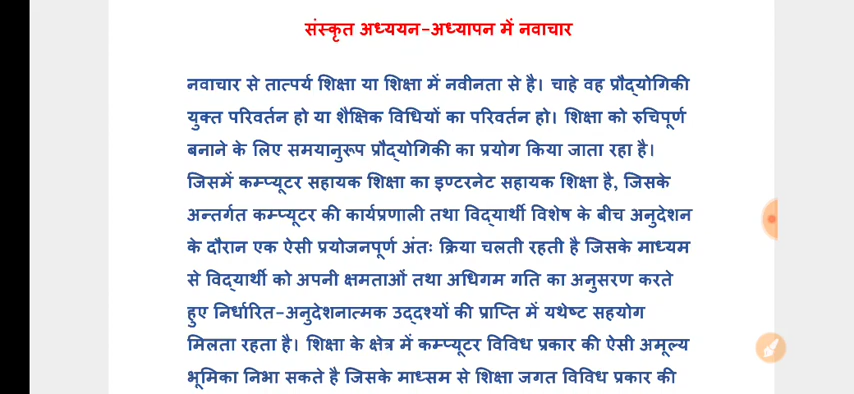 संस्कृत अध्ययन-अध्यापन में नवाचार
नवाचार से तात्पर्य शिक्षा या शिक्षा में नवीनता से है। चाहे वह प्रौद्योगिकी
युक्त परिवर्तन हो या शैक्षिक विधियों का परिवर्तन हो। शिक्षा को रुचिपूर्ण
बनाने के लिए समयानुरूप प्रौद्योगिकी का प्रयोग किया जाता रहा है।
जिसमें कम्प्यूटर सहायक शिक्षा का इण्टरनेट सहायक शिक्षा है, जिसके
अन्तर्गत कम्प्यूटर की कार्यप्रणाली तथा विद्यार्थी विशेष के बीच अनुदेशन
के दौरान एक ऐसी प्रयोजनपूर्ण अंतः क्रिया चलती रहती है जिसके माध्यम
से विद्यार्थी को अपनी क्षमताओं तथा अधिगम गति का अनुसरण करते
हुए निर्धारित-अनुदेशनात्मक उद्दश्यों की प्राप्ति में यथेष्ट सहयोग
मिलता रहता है। शिक्षा के क्षेत्र में कम्प्यूटर विविध प्रकार की ऐसी अमूल्य
भूमिका निभा सकते है जिसके माध्सम से शिक्षा जगत विविध प्रकार की